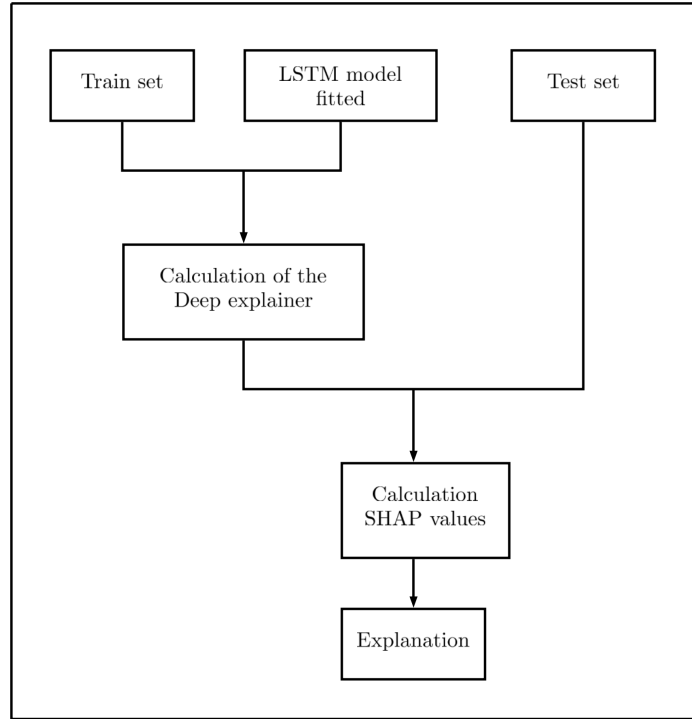 Train set
LSTM model
fitted
Test set
Calculation of the
Deep explainer
Calculation
SHAP values
Explanation